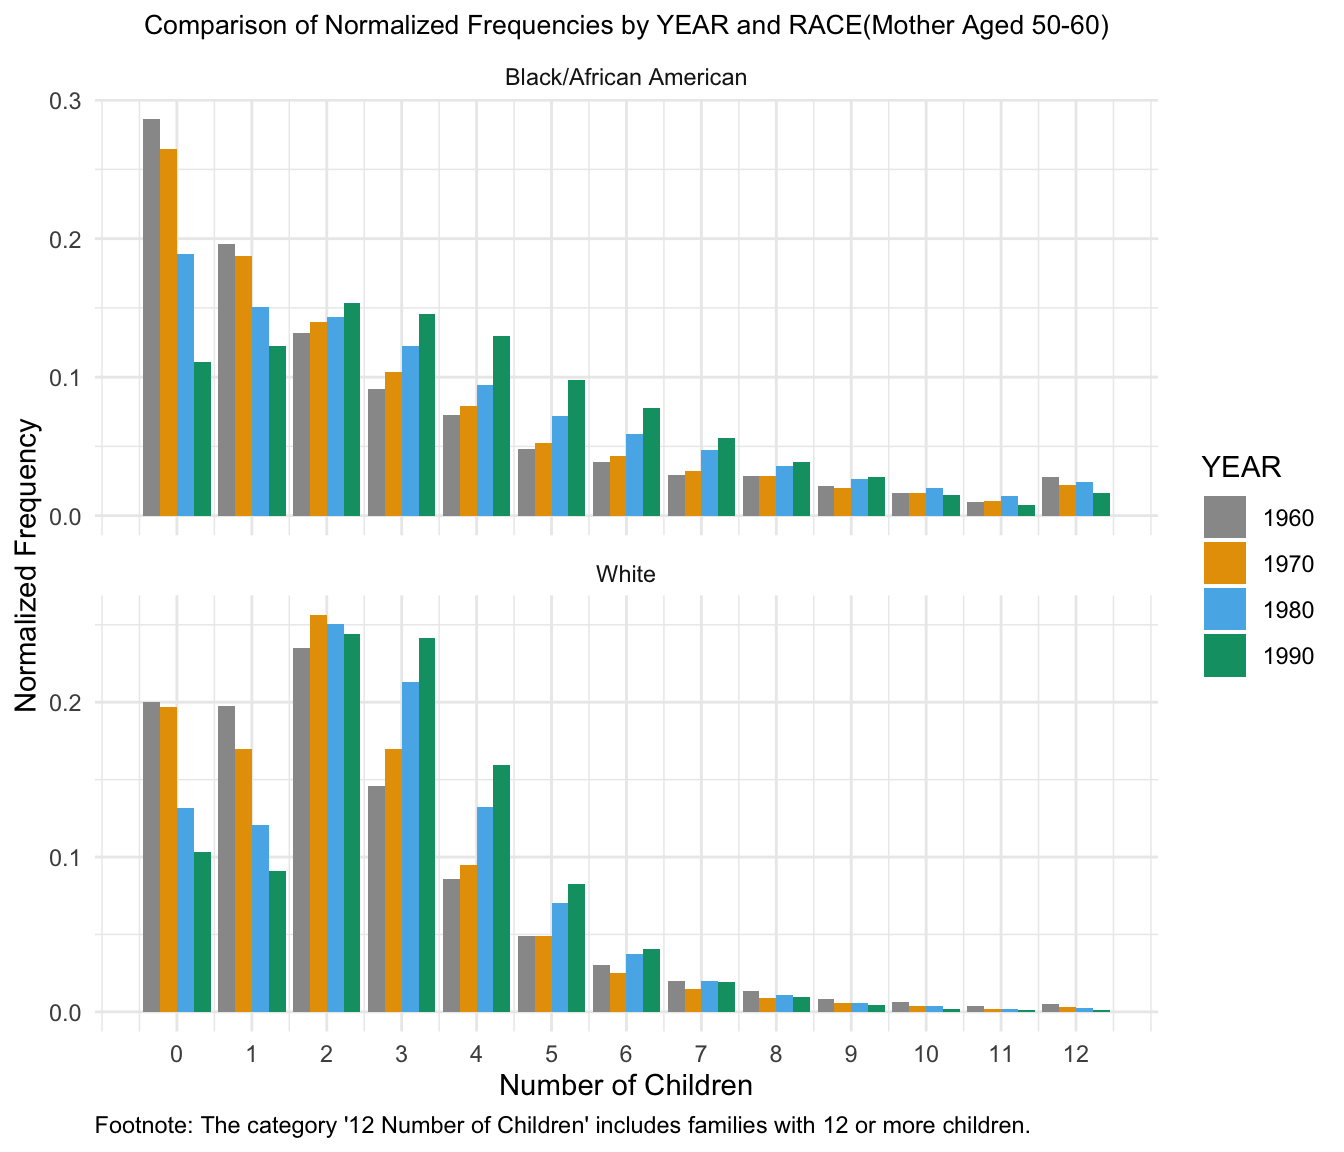 Comparison of Normalized Frequencies by YEAR and RACE(Mother Aged 50-60)
Black/African American
0.3
0.2
0.1
0.0
White
0.2
0.1
0.0
Normalized Frequency
0 1 2 3 4 5 6 7 8 9 10 11 12
Number of Children
Footnote: The category '12 Number of Children' includes families with 12 or more children.
YEAR
1960
1970
1980
1990